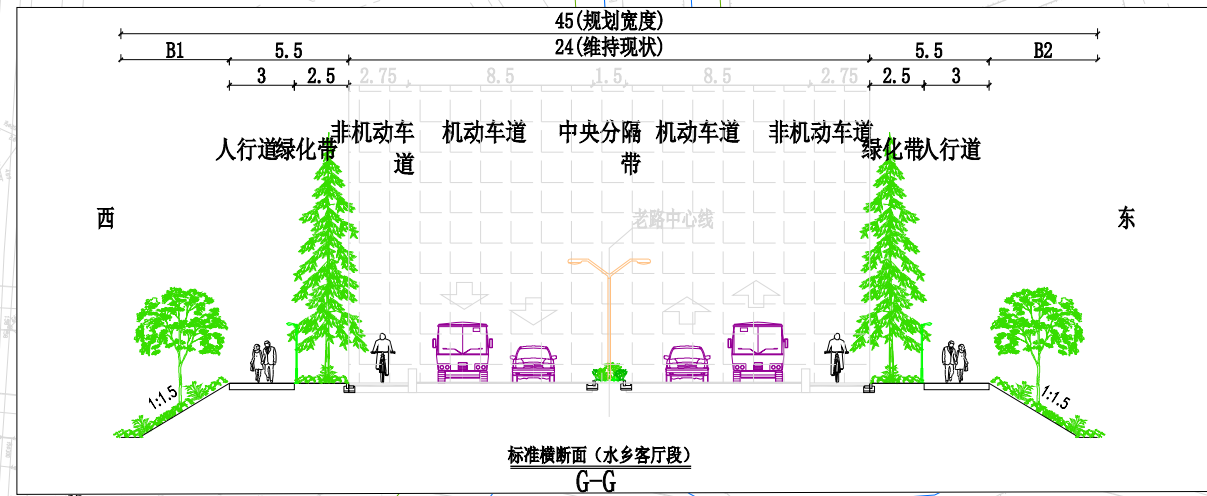 45(规划宽度)
B1 5.5 24(维持现状) 5.5 B2
3 2.5 2.75 8.5 1.5 8.5 2.75 2.5 3
人行道 绿化带 非机动车道 机动车道 中央分隔带 机动车道 非机动车道 绿化带 人行道
西 老路中心线 东
1:1.5 1:1.5
标准横断面（水乡客厅段）
G-G